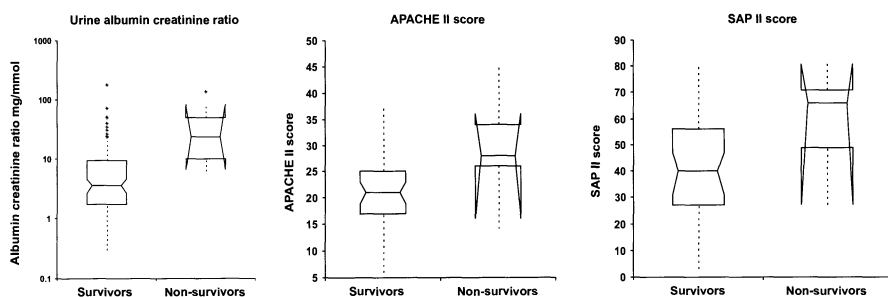 Urine albumin creatinine ratio
Albumin creatinine ratio mg/mmol
1000
100
10
1
0.1
Survivors
Non-survivors
APACHE II score
APACHE II score
50
45
40
35
30
25
20
15
10
5
Survivors
Non-survivors
SAP II score
SAP II score
90
80
70
60
50
40
30
20
10
0
Survivors
Non-survivors